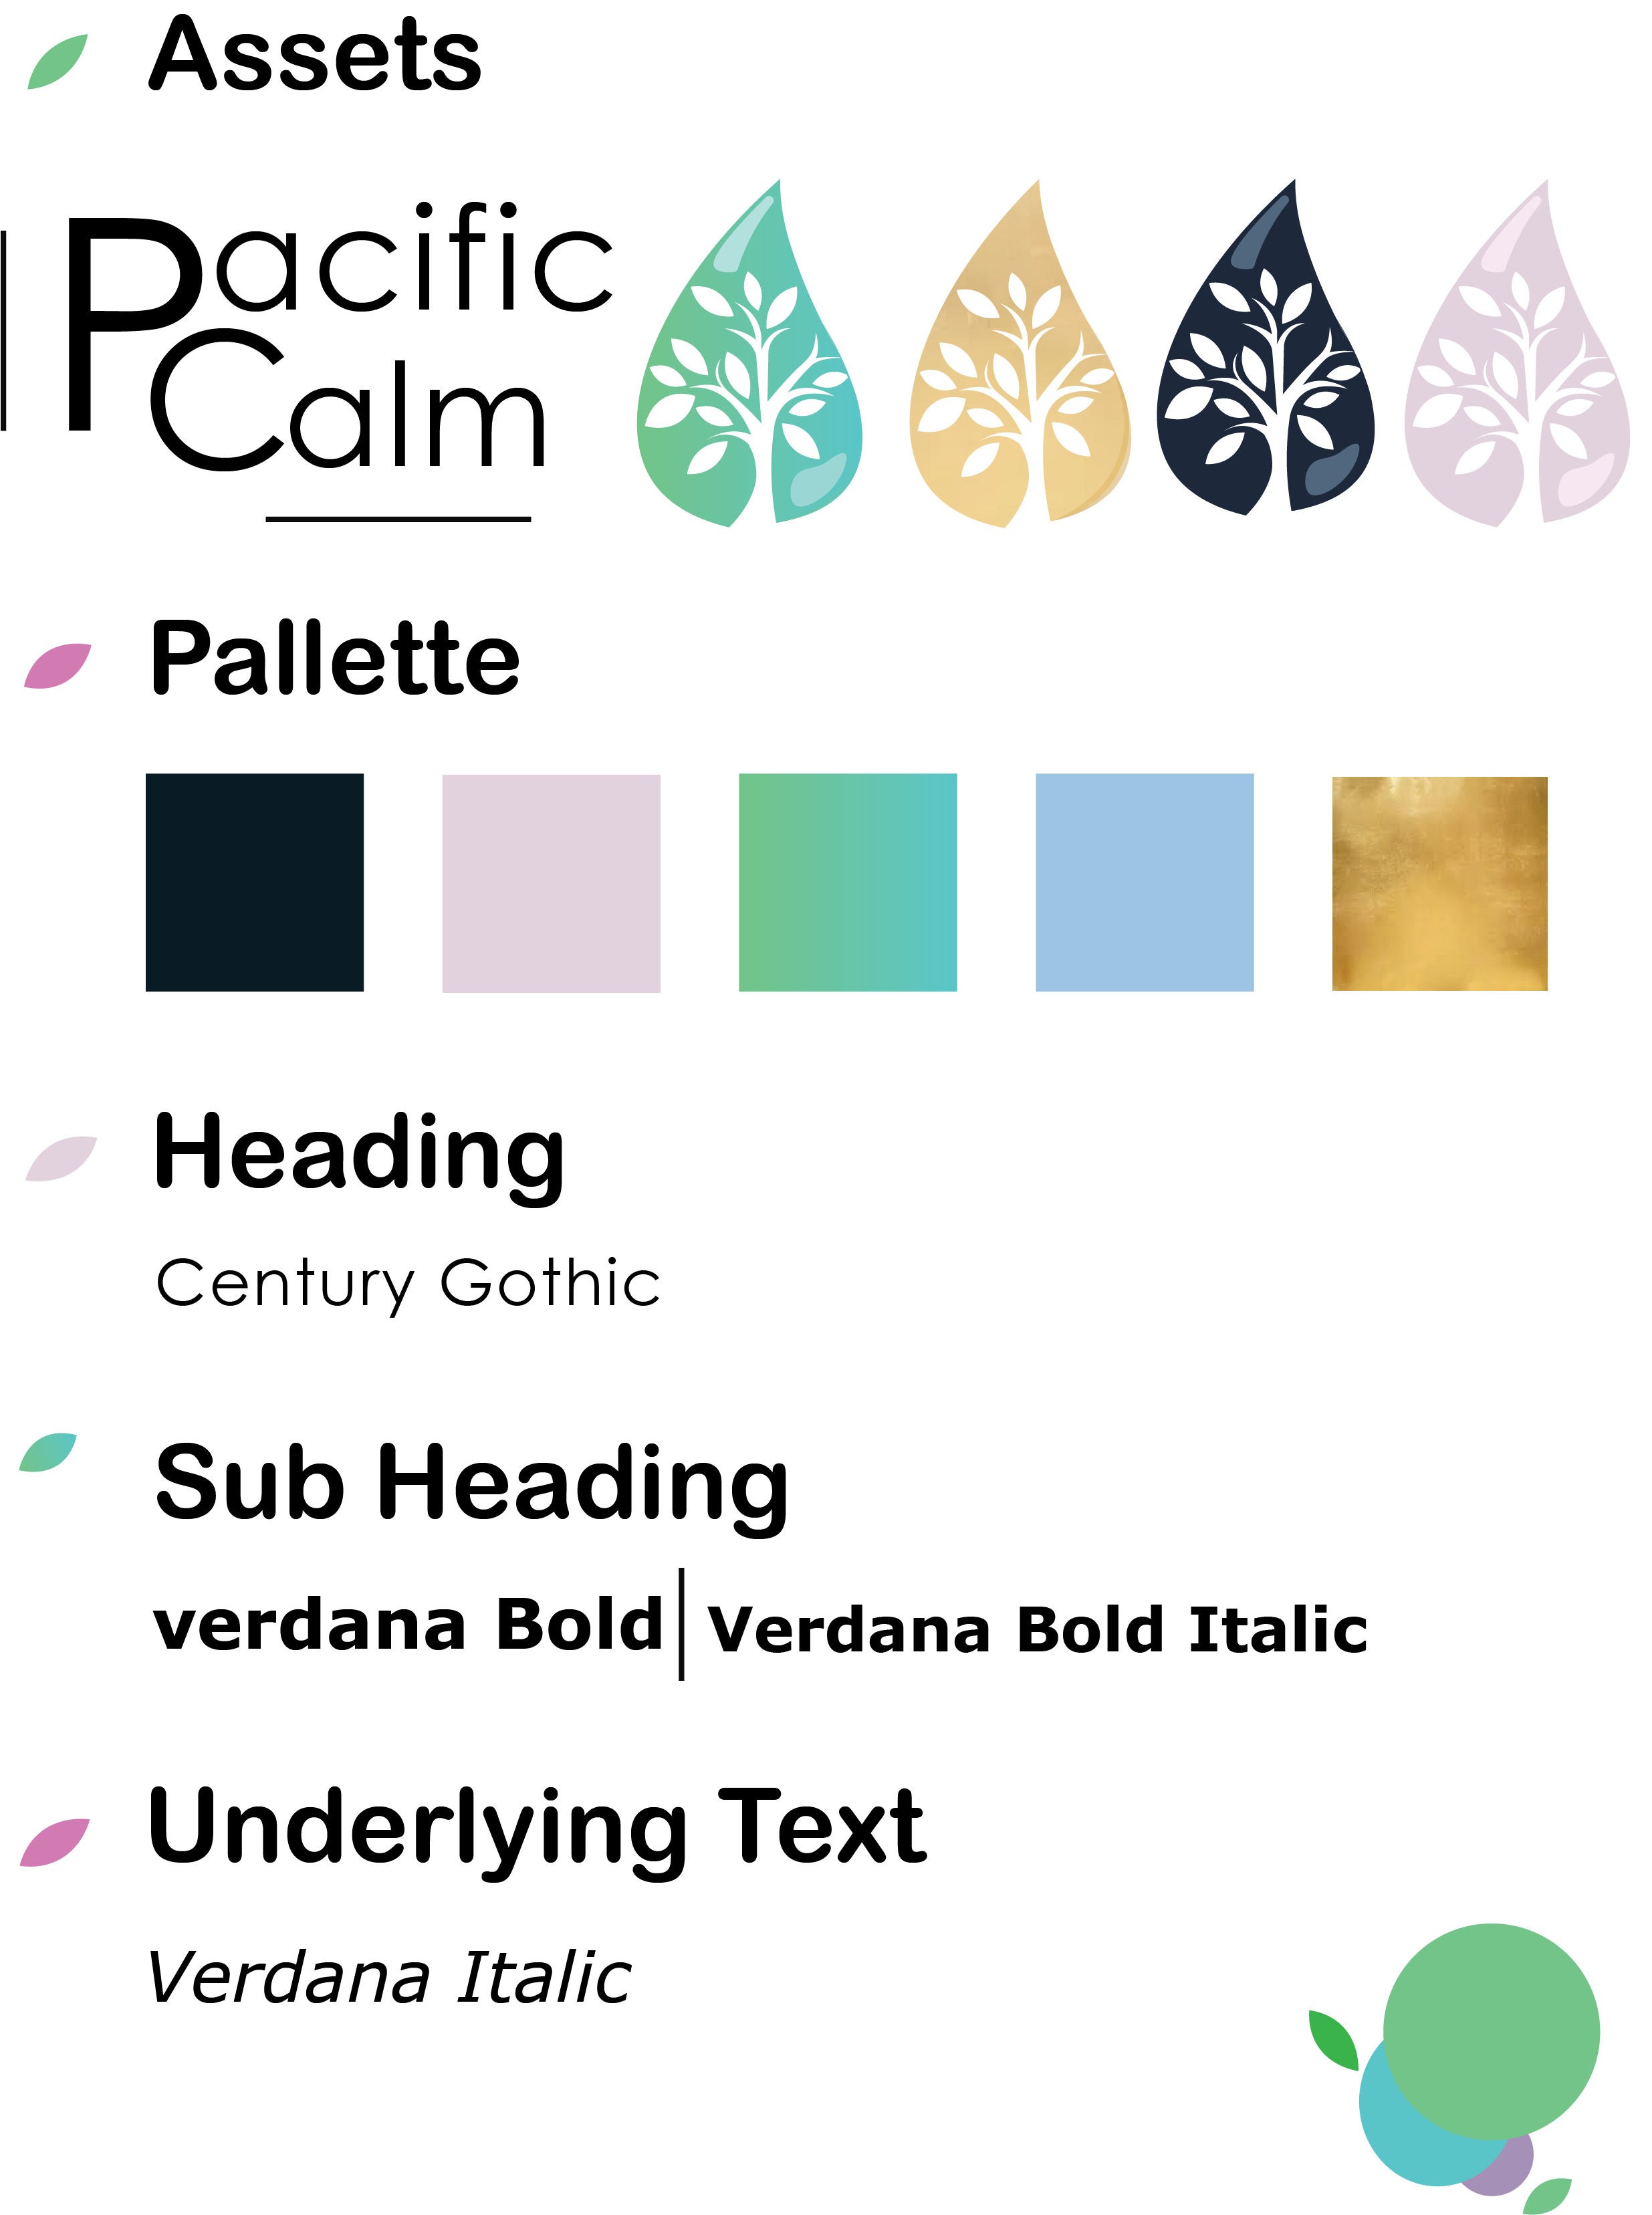 Assets
Pacific
Calm
Pallette
Heading
Century Gothic
Sub Heading
verdana Bold | Verdana Bold Italic
Underlying Text
Verdana Italic